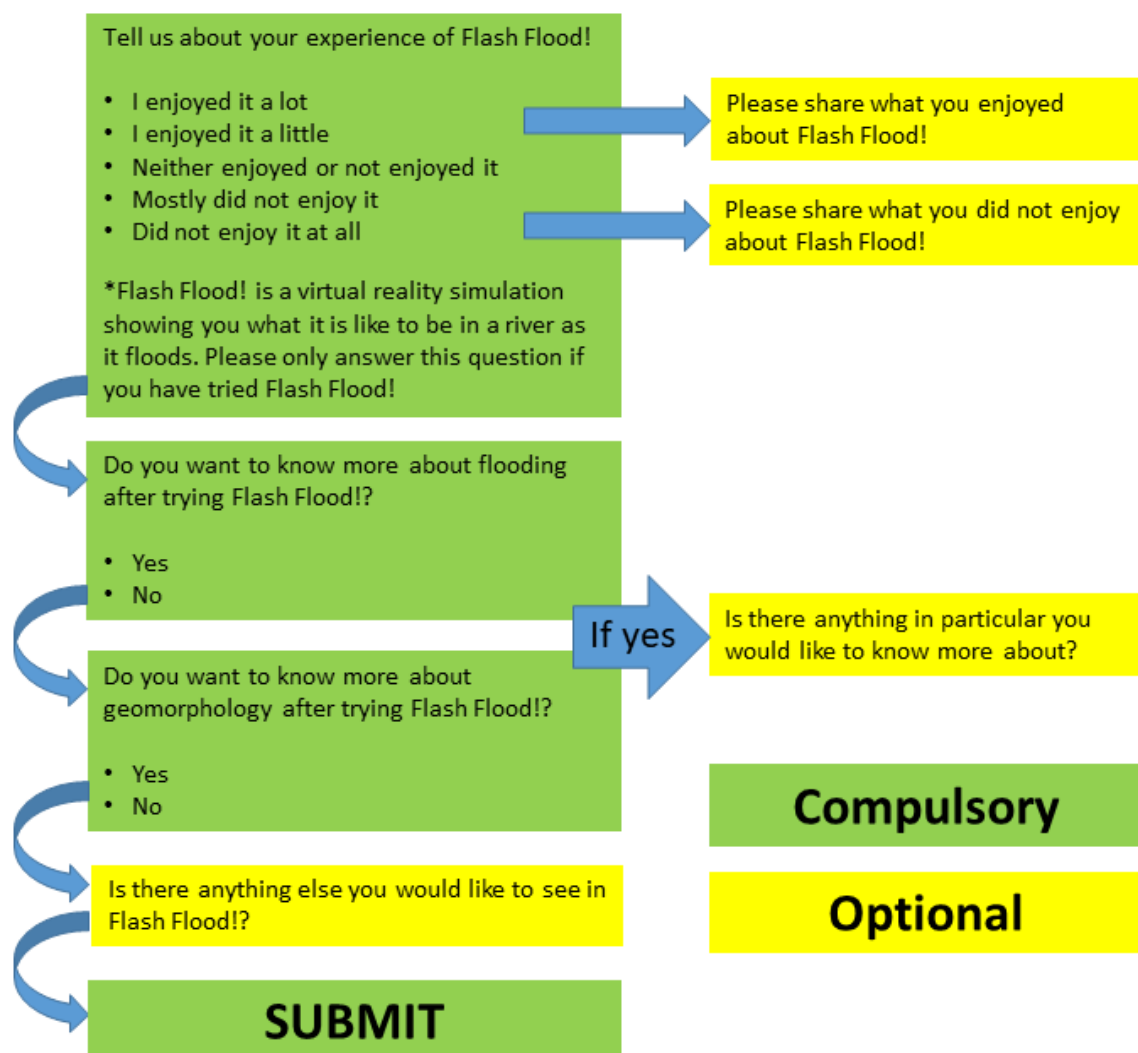 Tell us about your experience of Flash Flood!
• I enjoyed it a lot
• I enjoyed it a little
• Neither enjoyed or not enjoyed it
• Mostly did not enjoy it
• Did not enjoy it at all
*Flash Flood! is a virtual reality simulation
showing you what it is like to be in a river as
it floods. Please only answer this question if
you have tried Flash Flood!
Please share what you enjoyed
about Flash Flood!
Please share what you did not enjoy
about Flash Flood!
Do you want to know more about flooding
after trying Flash Flood!?
• Yes
• No
If yes
Is there anything in particular you
would like to know more about?
Do you want to know more about
geomorphology after trying Flash Flood!?
• Yes
• No
Is there anything else you would like to see in
Flash Flood!?
SUBMIT
Compulsory
Optional